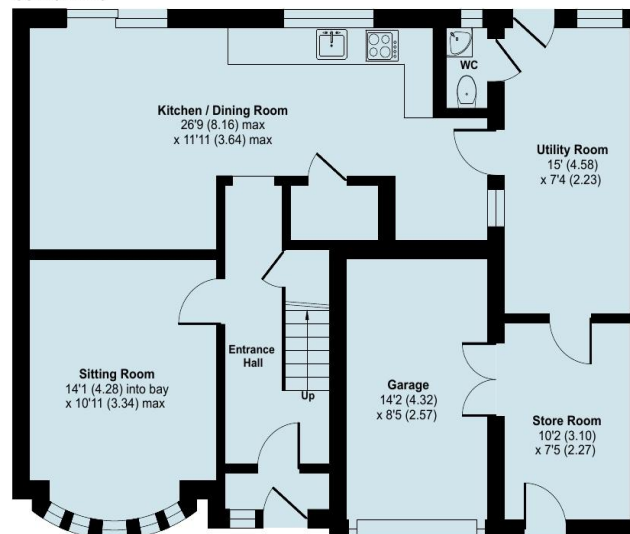 Kitchen / Dining Room
26'9 (8.16) max
x 11'11 (3.64) max
WC
Utility Room
15' (4.58)
x 7'4 (2.23)
Sitting Room
14'1 (4.28) into bay
x 10'11 (3.34) max
Entrance
Hall
Up
Garage
14'2 (4.32)
x 8'5 (2.57)
Store Room
10'2 (3.10)
x 7'5 (2.27)